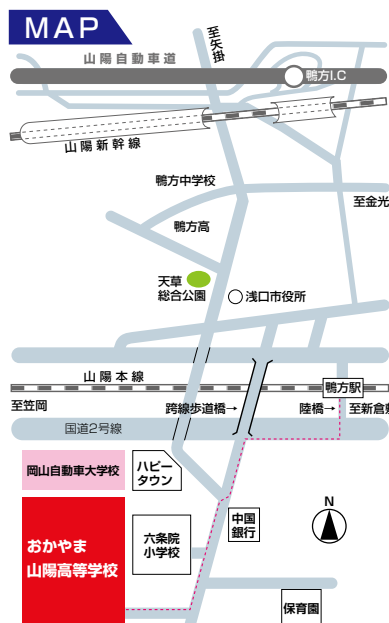 MAP
至矢掛
山陽自動車道
鴨方I.C
山陽新幹線
鴨方中学校
至金光
鴨方高
天草
総合公園
浅口市役所
山陽本線
鴨方駅
至笠岡
跨線歩道橋→
陸橋→
至新倉敷
国道2号線
岡山自動車大学校
ハピー
タウン
おかやま
山陽高等学校
六条院
小学校
中国
銀行
N
保育園